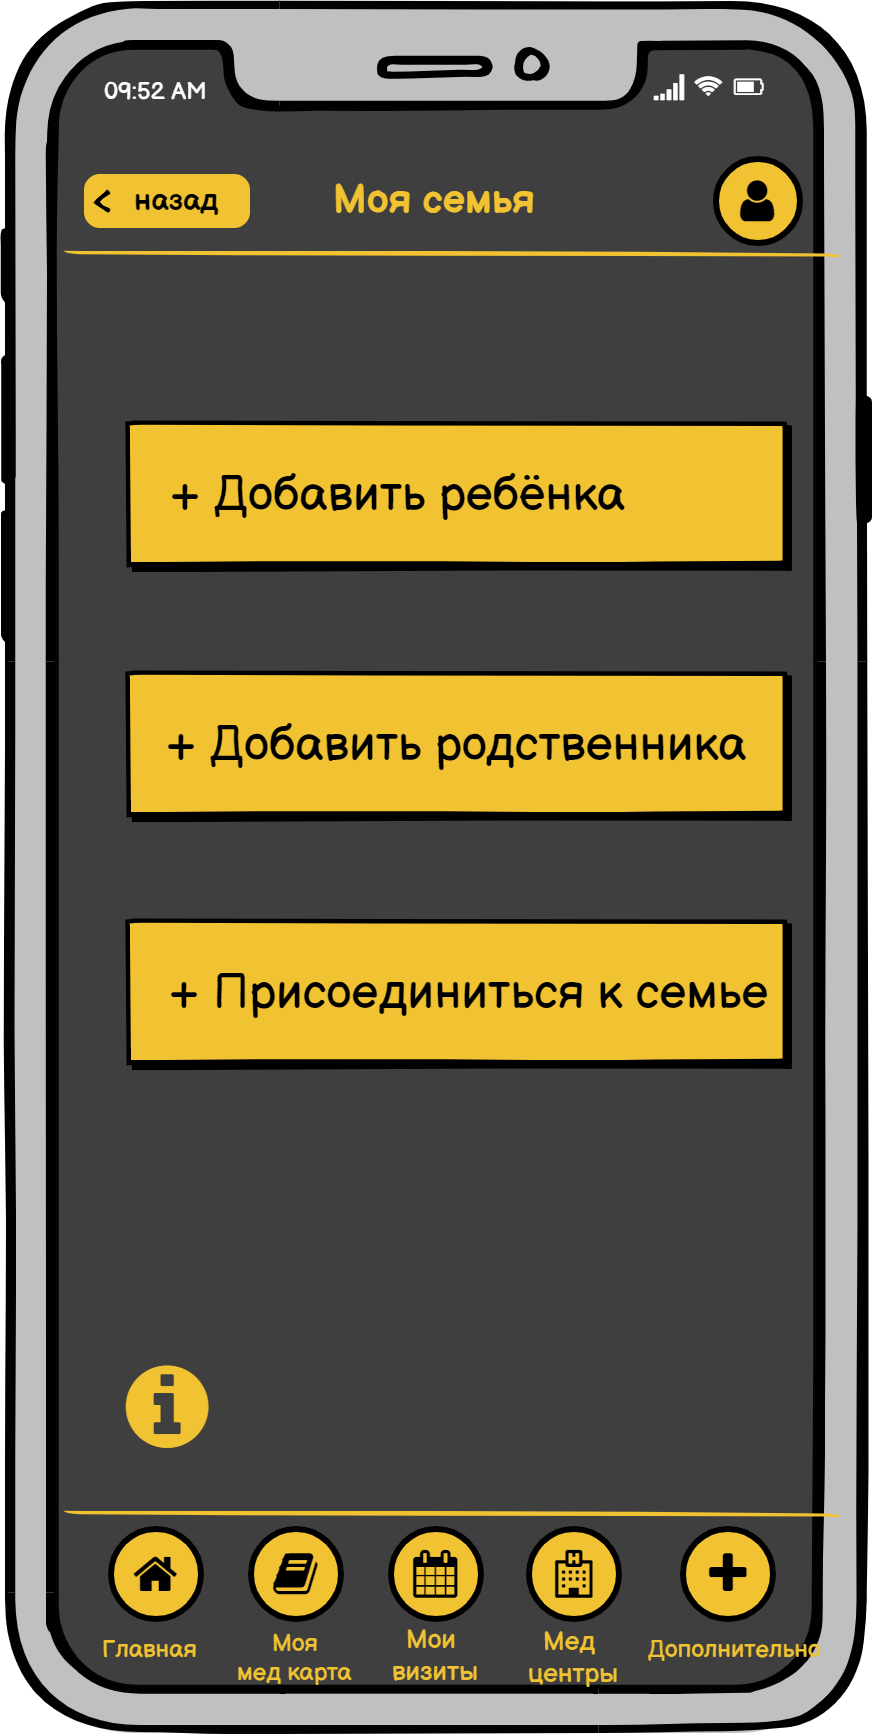 09:52 AM
назад
Моя семья
+ Добавить ребёнка
+ Добавить родственника
+ Присоединиться к семье
i
Главная
Моя
мед карта
Мои
визиты
Мед
центры
Дополнительно